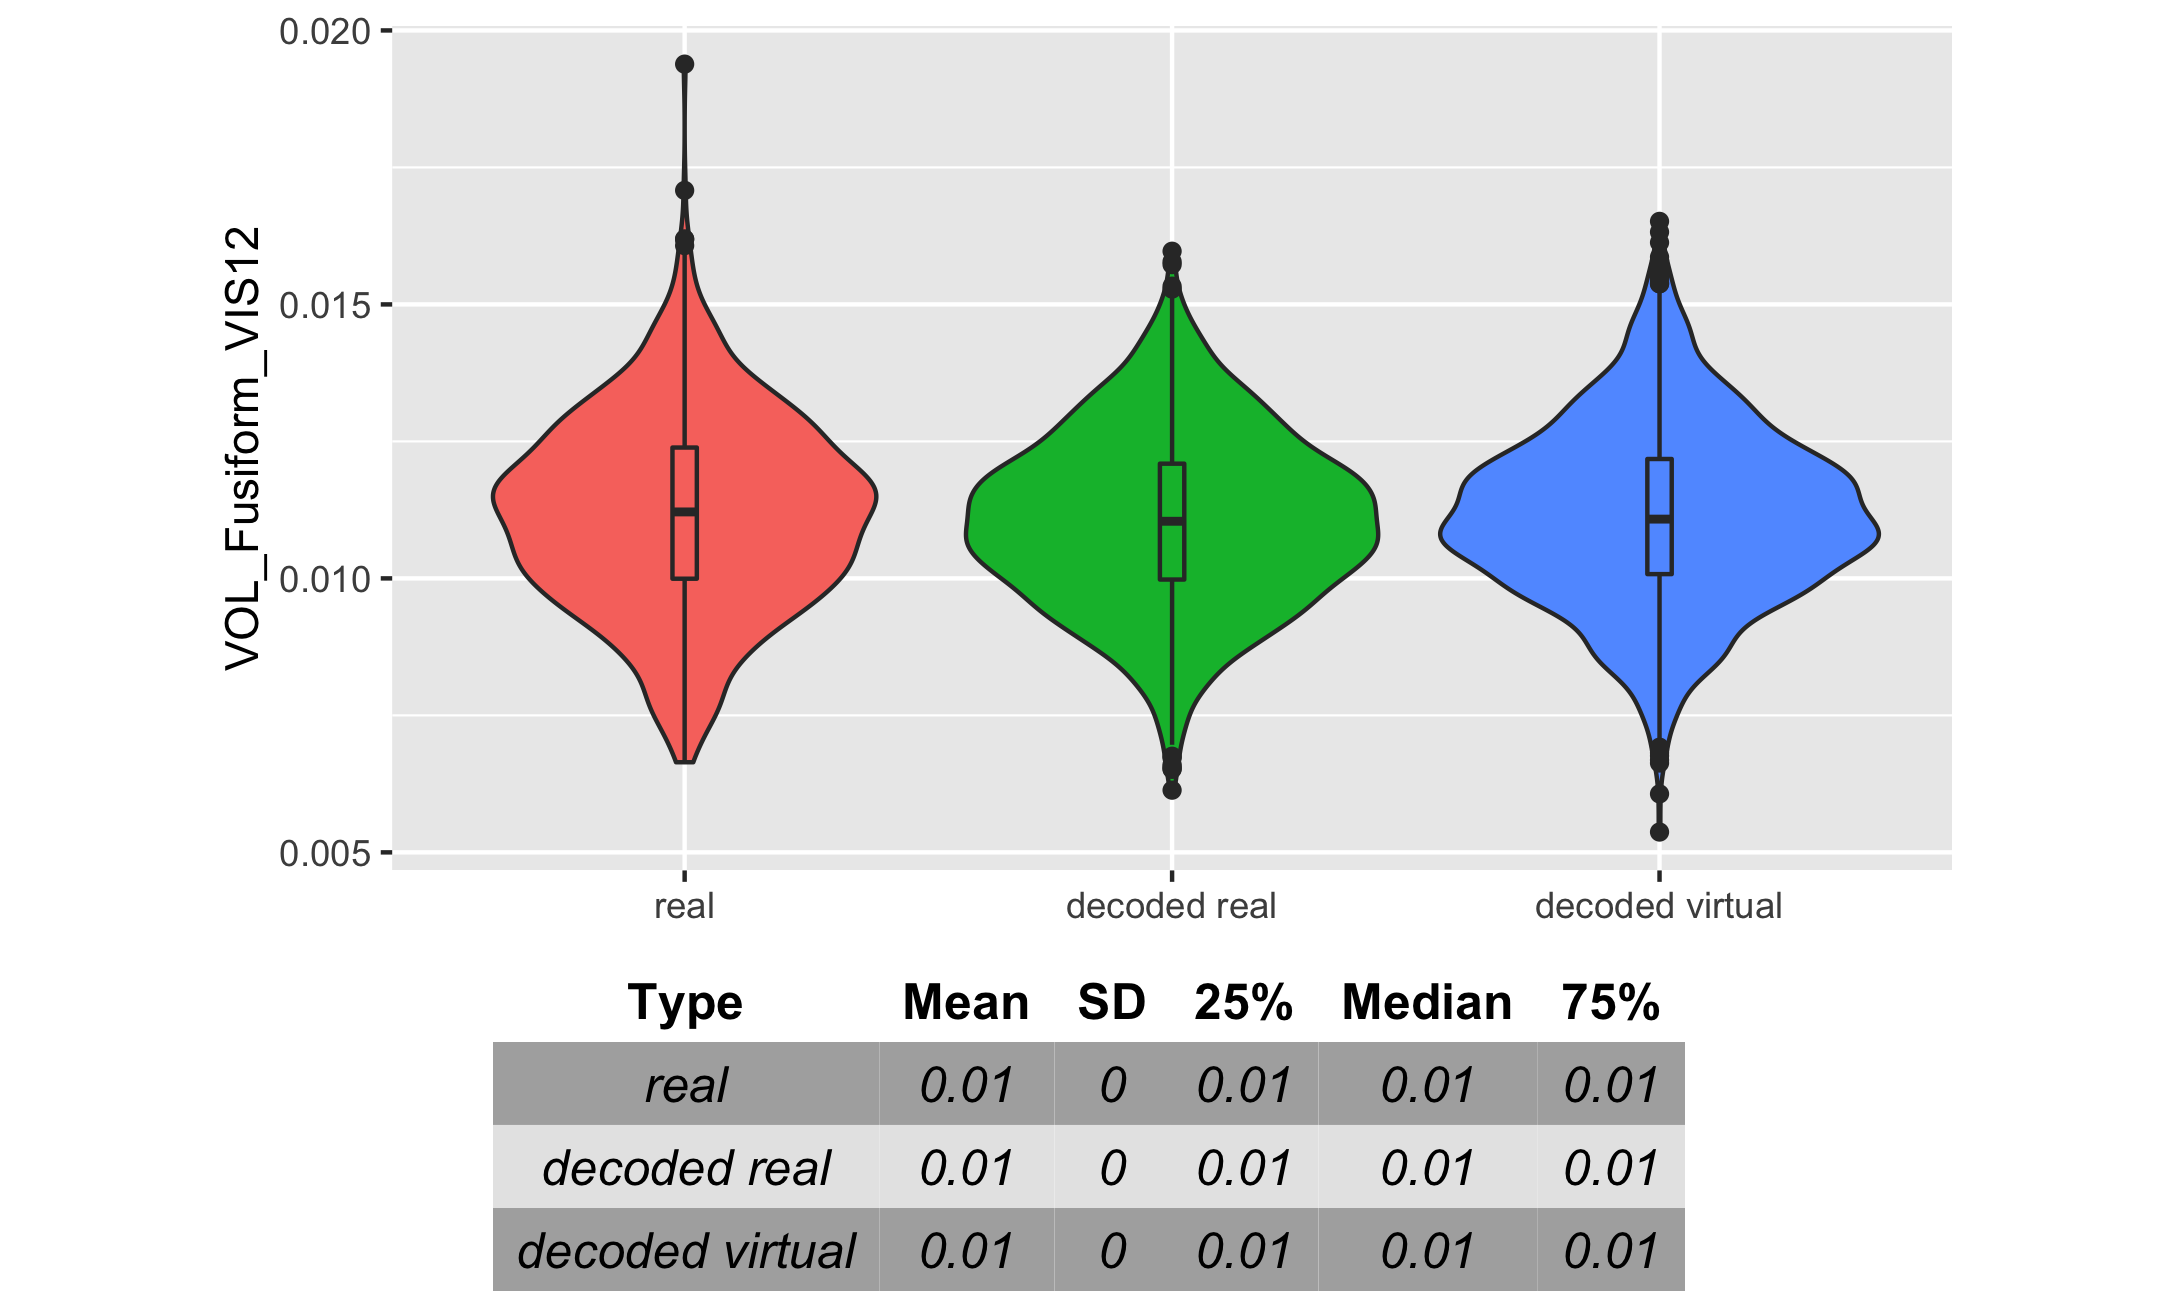 0.020
0.015
0.010
0.005
VOL_Fusiform_VIS12
real decoded real decoded virtual
Type Mean SD 25% Median 75%
real 0.01 0 0.01 0.01 0.01
decoded real 0.01 0 0.01 0.01 0.01
decoded virtual 0.01 0 0.01 0.01 0.01